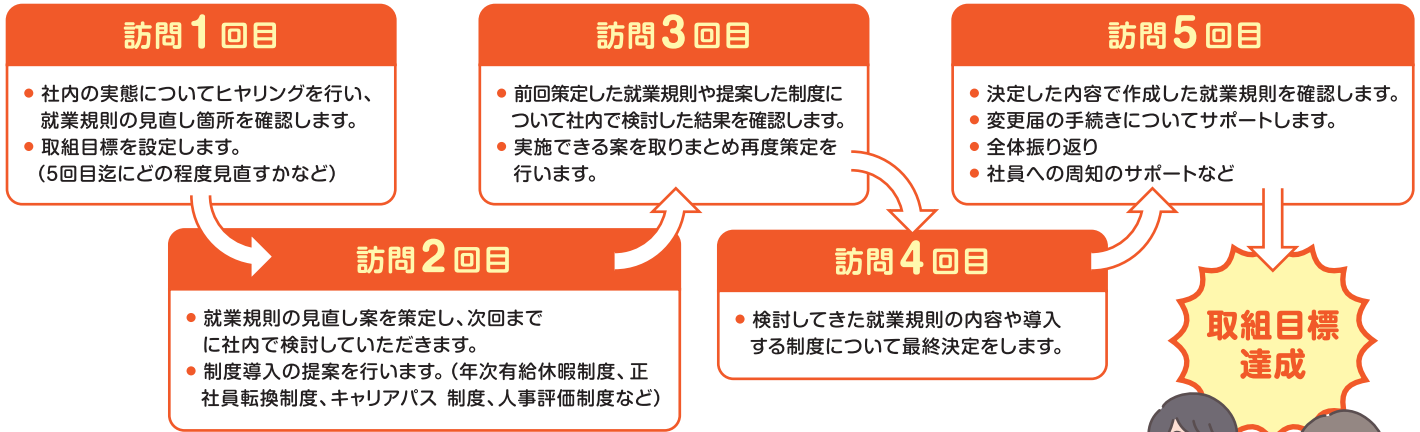 訪問1回目
● 社内の実態についてヒヤリングを行い、
就業規則の見直し箇所を確認します。
● 取組目標を設定します。
（5回目迄にどの程度見直すかなど）
訪問2回目
● 就業規則の見直し案を策定し、次回まで
に社内で検討していただきます。
● 制度導入の提案を行います。（年次有給休暇制度、正
社員転換制度、キャリアパス 制度、人事評価制度など）
訪問3回目
● 前回策定した就業規則や提案した制度に
ついて社内で検討した結果を確認します。
● 実施できる案を取りまとめ再度策定を
行います。
訪問4回目
● 検討してきた就業規則の内容や導入
する制度について最終決定をします。
訪問5回目
● 決定した内容で作成した就業規則を確認します。
● 変更届の手続きについてサポートします。
● 全体振り返り
● 社員への周知のサポートなど
取組目標
達成